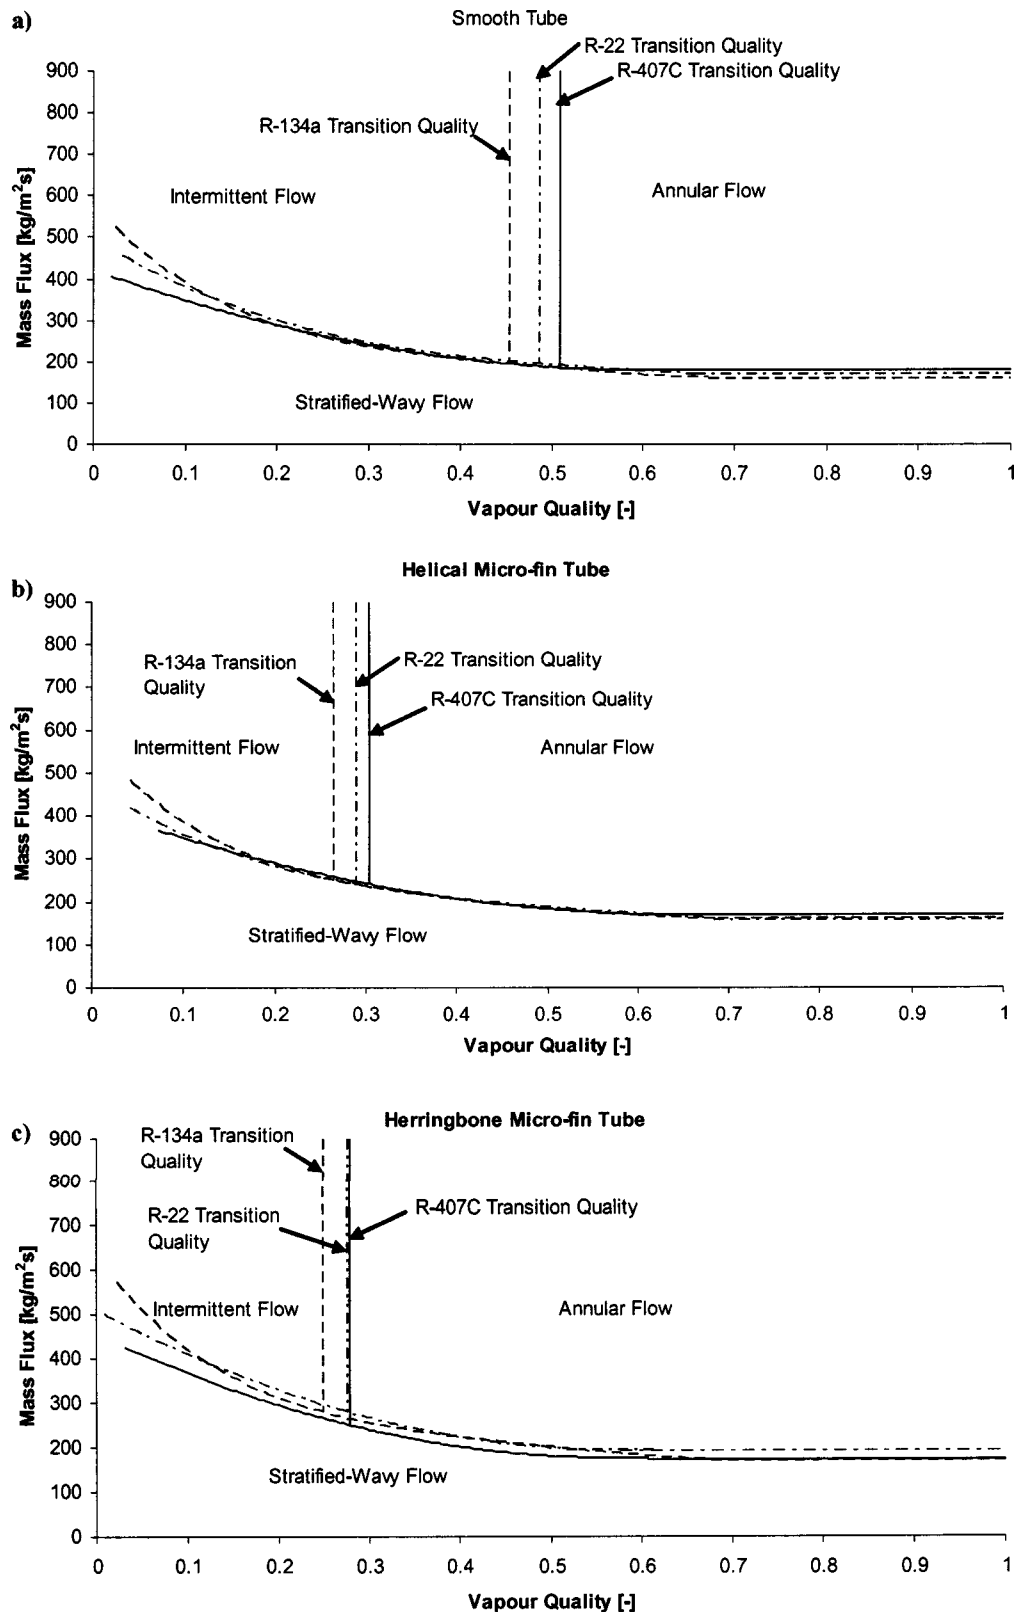 a)
Smooth Tube
R-22 Transition Quality
R-407C Transition Quality
R-134a Transition Quality
Intermittent Flow
Annular Flow
Stratified-Wavy Flow
Mass Flux [kg/m²s]
900
800
700
600
500
400
300
200
100
0
0 0.1 0.2 0.3 0.4 0.5 0.6 0.7 0.8 0.9 1
Vapour Quality [-]
b)
Helical Micro-fin Tube
R-134a Transition
Quality
R-22 Transition Quality
R-407C Transition Quality
Intermittent Flow
Annular Flow
Stratified-Wavy Flow
Mass Flux [kg/m²s]
900
800
700
600
500
400
300
200
100
0
0 0.1 0.2 0.3 0.4 0.5 0.6 0.7 0.8 0.9 1
Vapour Quality [-]
c)
Herringbone Micro-fin Tube
R-134a Transition
Quality
R-22 Transition
Quality
R-407C Transition Quality
Intermittent Flow
Annular Flow
Stratified-Wavy Flow
Mass Flux [kg/m²s]
900
800
700
600
500
400
300
200
100
0
0 0.1 0.2 0.3 0.4 0.5 0.6 0.7 0.8 0.9 1
Vapour Quality [-]